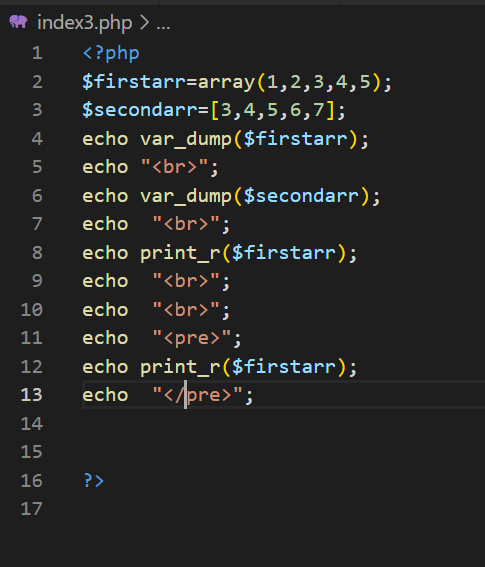 index3.php > ...
1 <?php
2 $firstarr=array(1,2,3,4,5);
3 $secondarr=[3,4,5,6,7];
4 echo var_dump($firstarr);
5 echo "<br>";
6 echo var_dump($secondarr);
7 echo  "<br>";
8 echo print_r($firstarr);
9 echo  "<br>";
10 echo  "<br>";
11 echo  "<pre>";
12 echo print_r($firstarr);
13 echo  "</pre>";
14
15
16 ?>
17